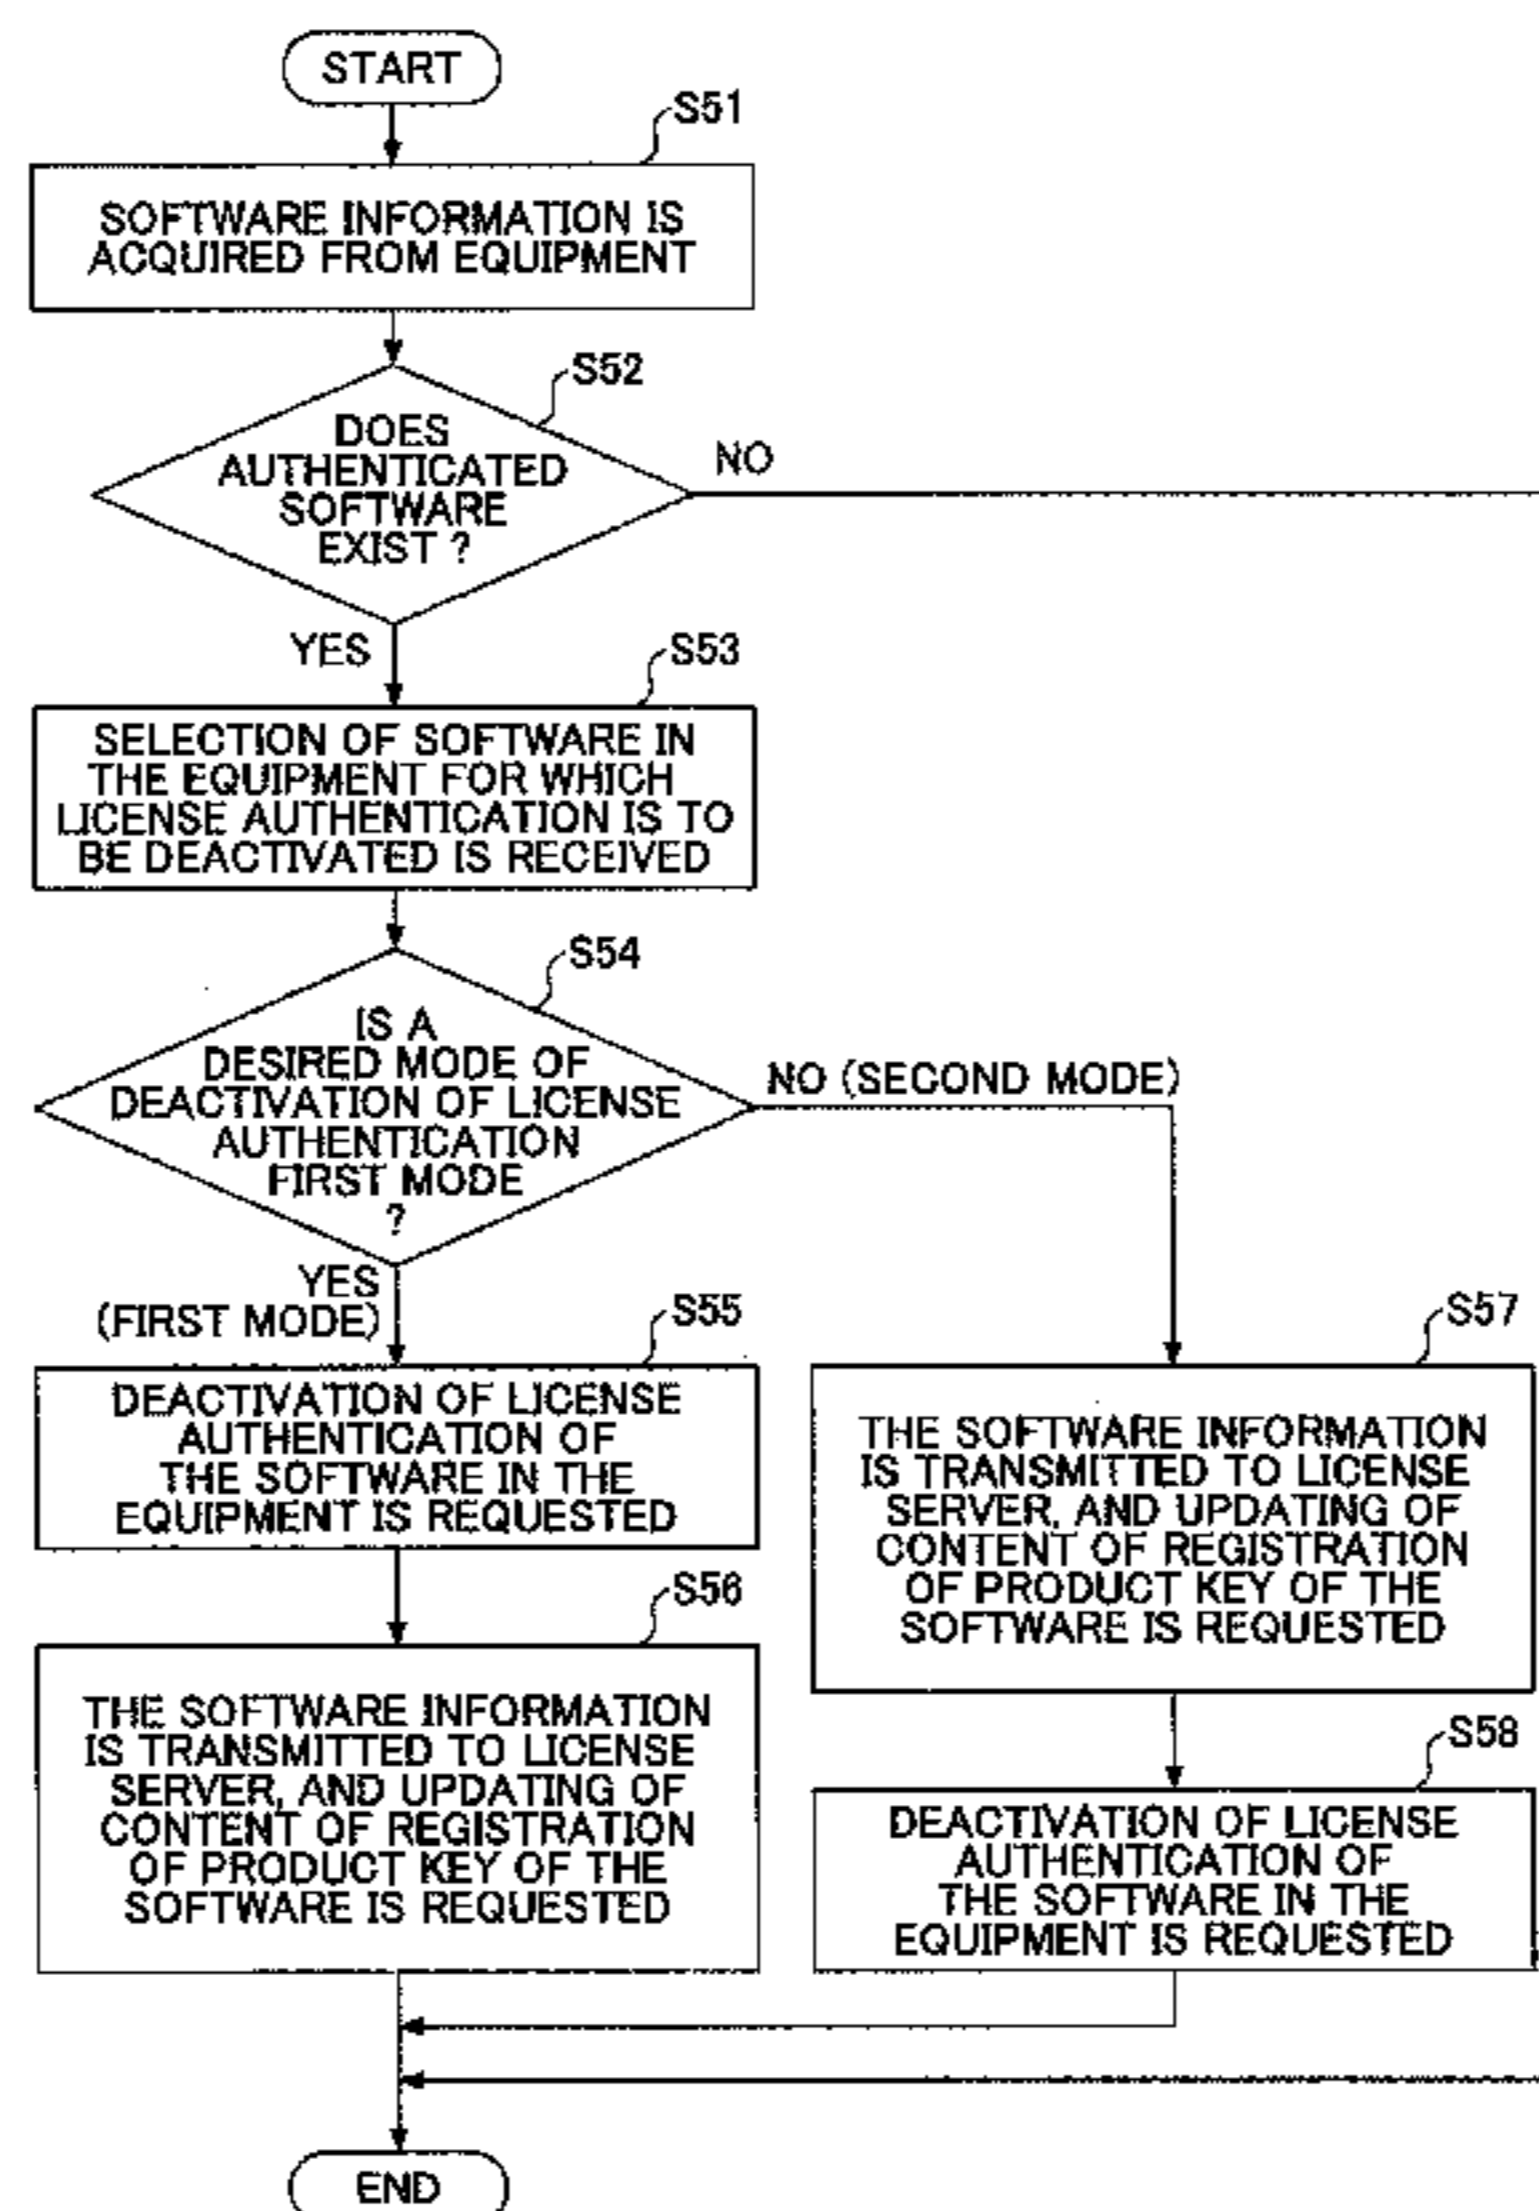 START
S51
SOFTWARE INFORMATION IS
ACQUIRED FROM EQUIPMENT
S52
DOES
AUTHENTICATED
SOFTWARE
EXIST ?
NO
YES
S53
SELECTION OF SOFTWARE IN
THE EQUIPMENT FOR WHICH
LICENSE AUTHENTICATION IS TO
BE DEACTIVATED IS RECEIVED
S54
IS A
DESIRED MODE OF
DEACTIVATION OF LICENSE
AUTHENTICATION
FIRST MODE
?
NO (SECOND MODE)
YES
(FIRST MODE)
S55
DEACTIVATION OF LICENSE
AUTHENTICATION OF
THE SOFTWARE IN THE
EQUIPMENT IS REQUESTED
S56
THE SOFTWARE INFORMATION
IS TRANSMITTED TO LICENSE
SERVER, AND UPDATING OF
CONTENT OF REGISTRATION
OF PRODUCT KEY OF THE
SOFTWARE IS REQUESTED
S57
THE SOFTWARE INFORMATION
IS TRANSMITTED TO LICENSE
SERVER, AND UPDATING OF
CONTENT OF REGISTRATION
OF PRODUCT KEY OF THE
SOFTWARE IS REQUESTED
S58
DEACTIVATION OF LICENSE
AUTHENTICATION OF
THE SOFTWARE IN THE
EQUIPMENT IS REQUESTED
END